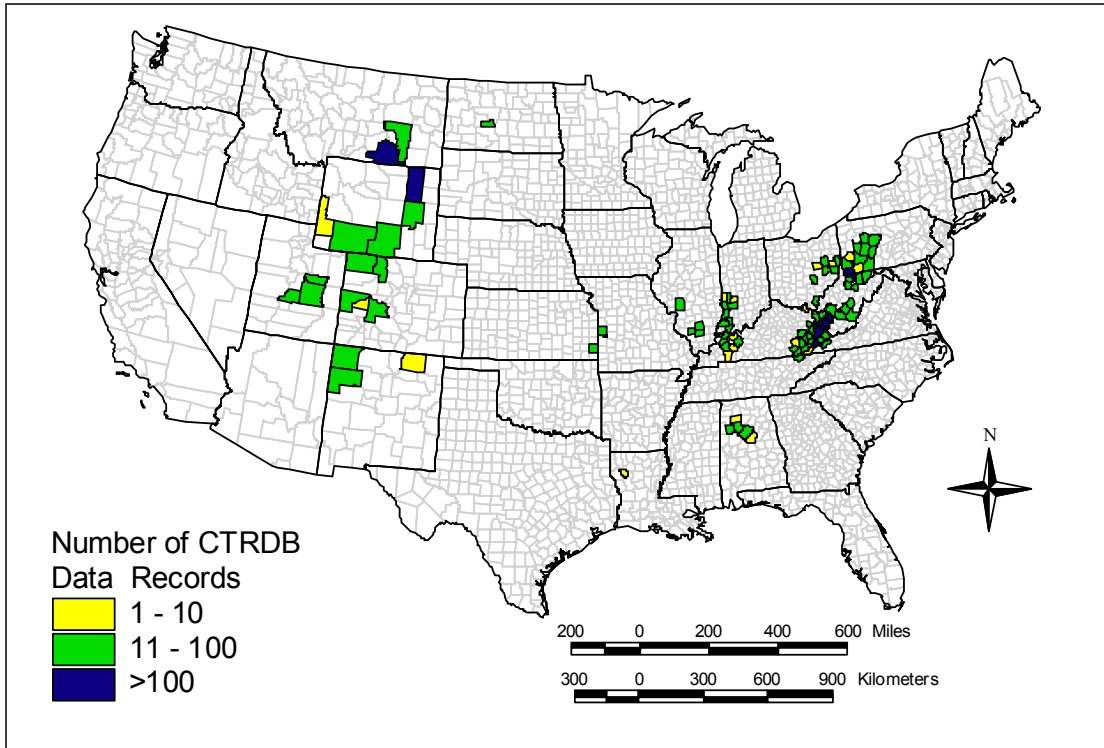 N
Number of CTRDB
Data Records
1 - 10
11 - 100
>100
200 0 200 400 600 Miles
300 0 300 600 900 Kilometers